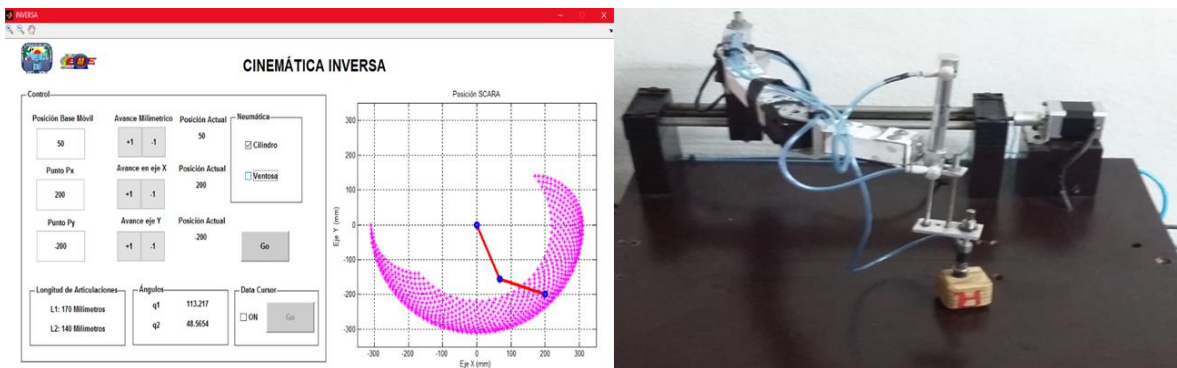 INVERSA
CINEMÁTICA INVERSA
Control
Posición Base Móvil
Avance Milimetrico
Posición Actual
Neumática
50
+1
-1
50
Cilindro
Punto Px
Avance en eje X
Posición Actual
Ventosa
200
+1
-1
200
Punto Py
Avance eje Y
Posición Actual
-200
+1
-1
-200
Go
Longitud de Articulaciones
L1: 170 Milimetros
L2: 140 Milimetros
Ángulos
q1
113.217
q2
48.5654
Data Cursor
ON
Go
Posición SCARA
Eje Y (mm)
300
200
100
0
-100
-200
-300
-300
-200
-100
0
100
200
300
Eje X (mm)
H